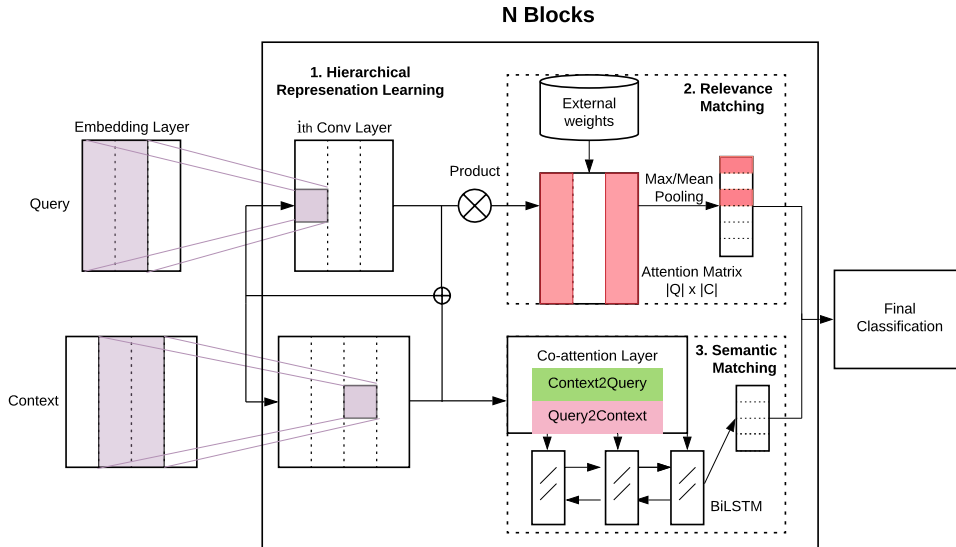 N Blocks
1. Hierarchical
Represenation Learning
2. Relevance
Matching
External
weights
Embedding Layer
ith Conv Layer
Product
Max/Mean
Pooling
Query
Attention Matrix
|Q| x |C|
Final
Classification
Context
Co-attention Layer
3. Semantic
Matching
Context2Query
Query2Context
BiLSTM